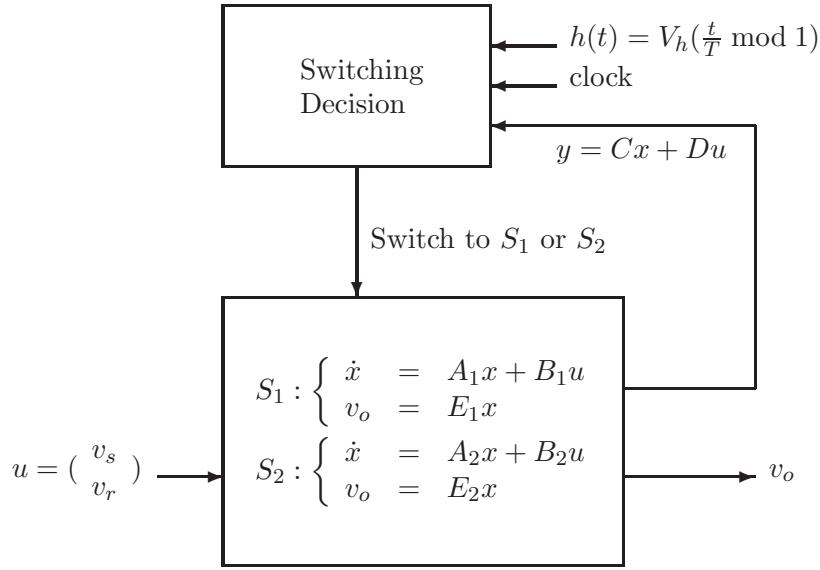 h(t) = V_h(\frac{t}{T} mod 1)
Switching
clock
Decision
y = Cx + Du
Switch to S_1 or S_2
S_1 : { ẋ = A_1x + B_1u
v_o = E_1x
u = ( v_s v_r )
S_2 : { ẋ = A_2x + B_2u
v_o = E_2x
v_o